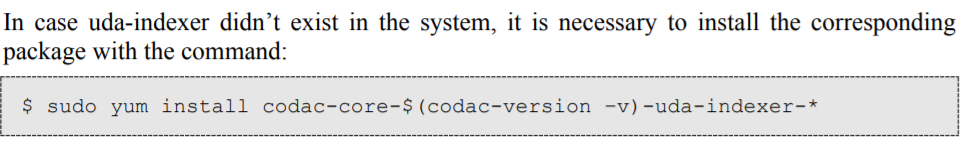 In case uda-indexer didn’t exist in the system, it is necessary to install the corresponding
package with the command:
$ sudo yum install codac-core-$(codac-version –v)-uda-indexer-*